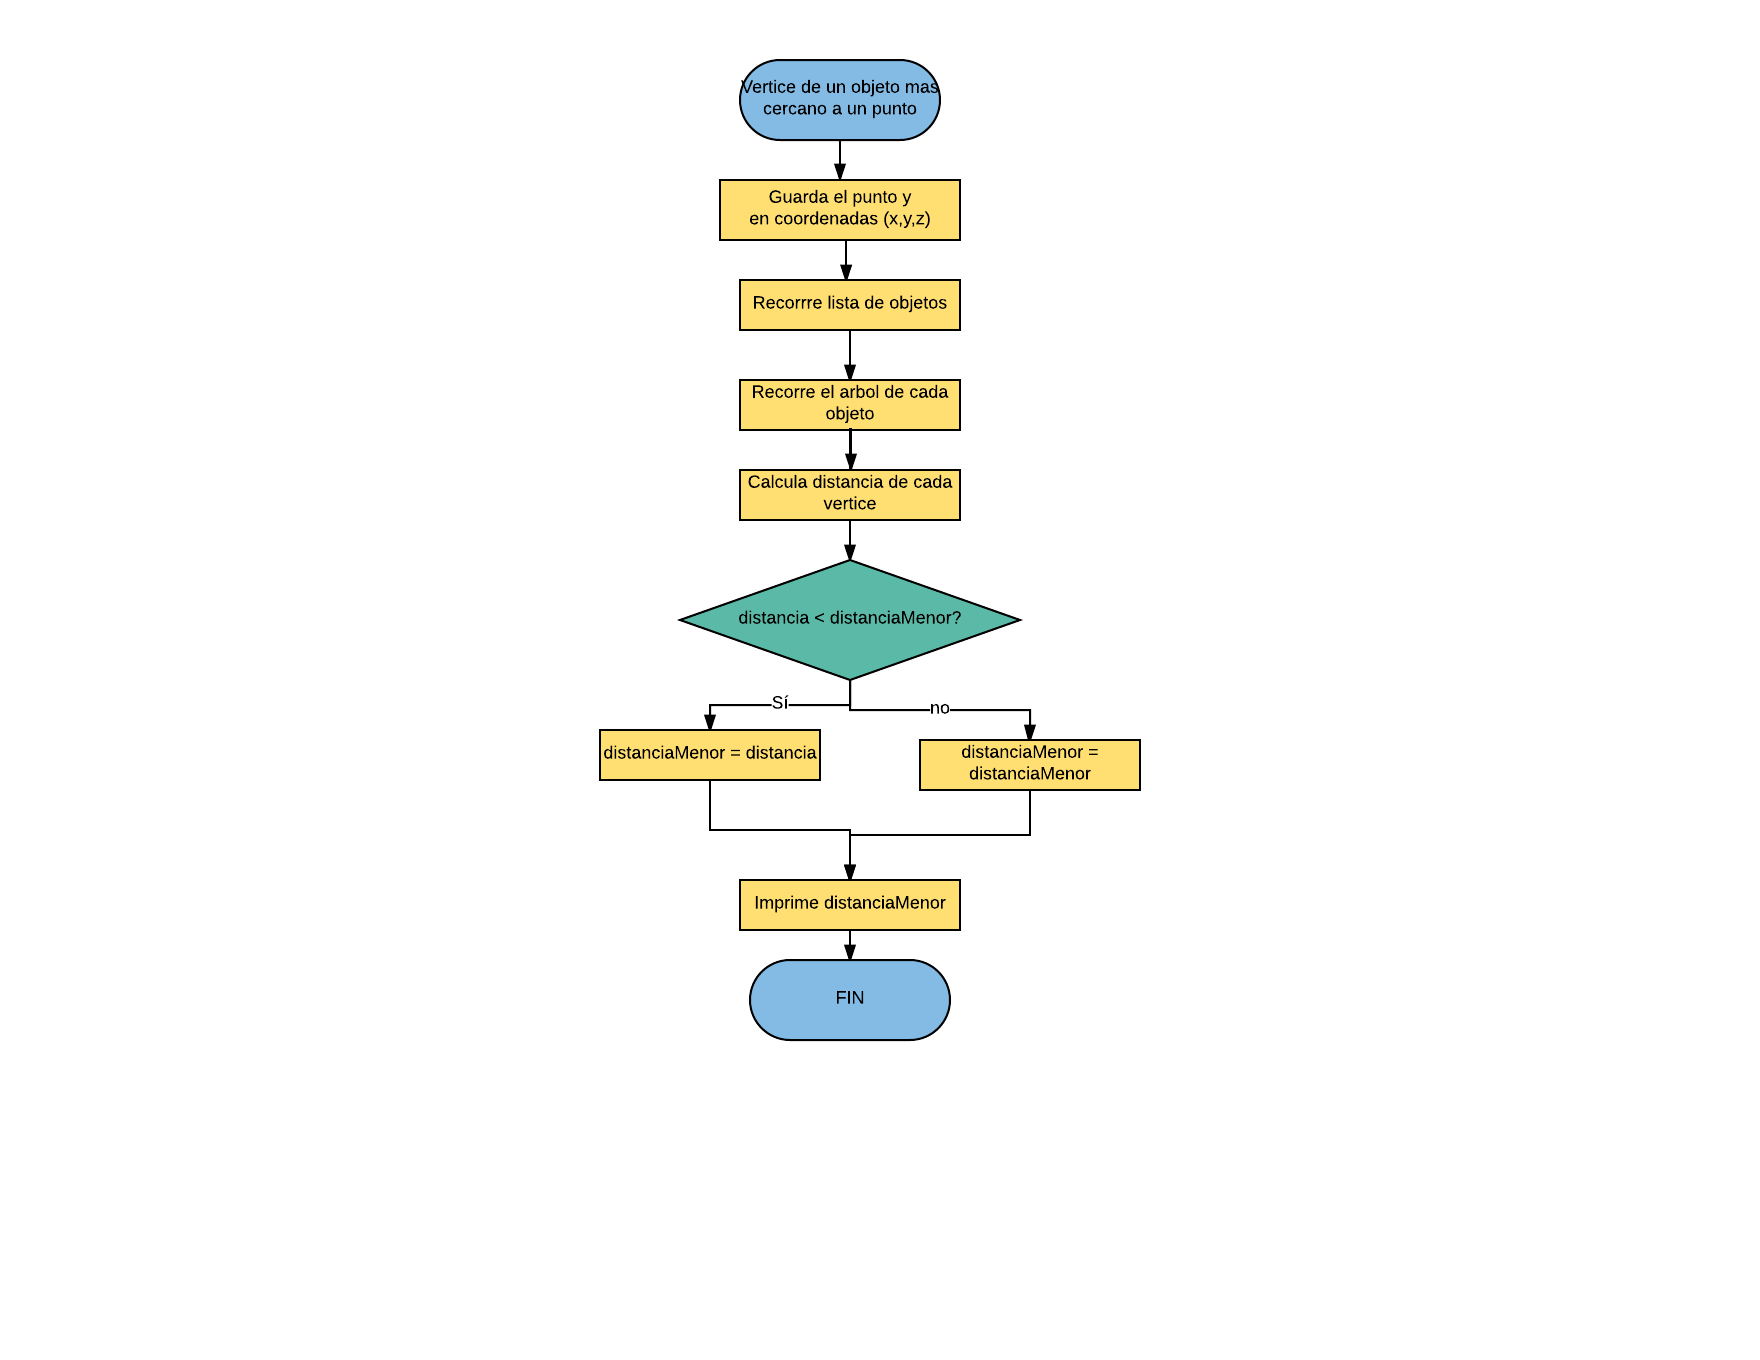 Vertice de un objeto mas
cercano a un punto
Guarda el punto y
en coordenadas (x,y,z)
Recorrre lista de objetos
Recorre el arbol de cada
objeto
Calcula distancia de cada
vertice
distancia < distanciaMenor?
Sí
no
distanciaMenor = distancia
distanciaMenor =
distanciaMenor
Imprime distanciaMenor
FIN